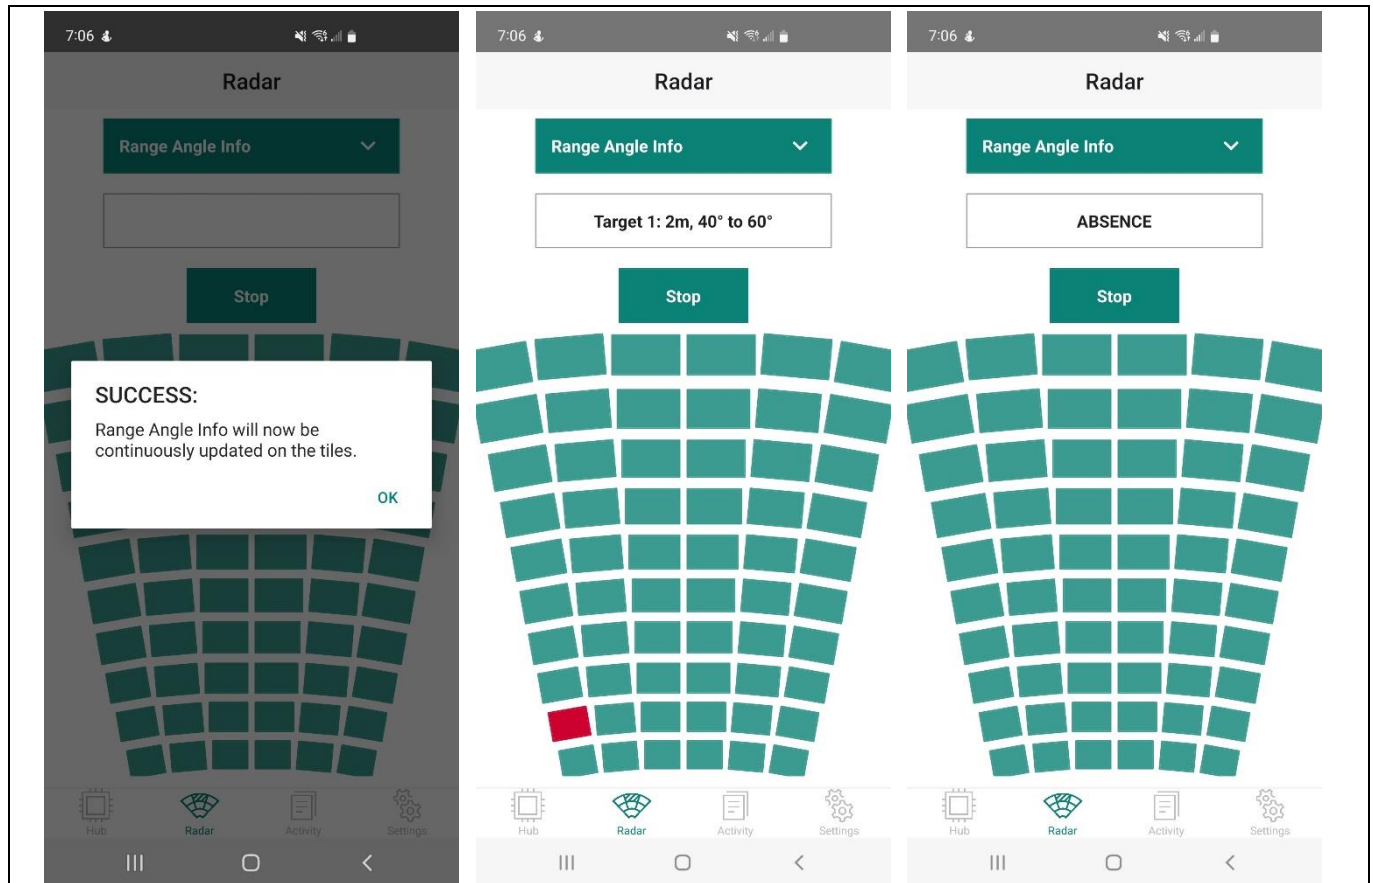 7:06
Radar
Range Angle Info
Stop
SUCCESS:
Range Angle Info will now be
continuously updated on the tiles.
OK
Hub
Radar
Activity
Settings
7:06
Radar
Range Angle Info
Target 1: 2m, 40° to 60°
Stop
Hub
Radar
Activity
Settings
7:06
Radar
Range Angle Info
ABSENCE
Stop
Hub
Radar
Activity
Settings